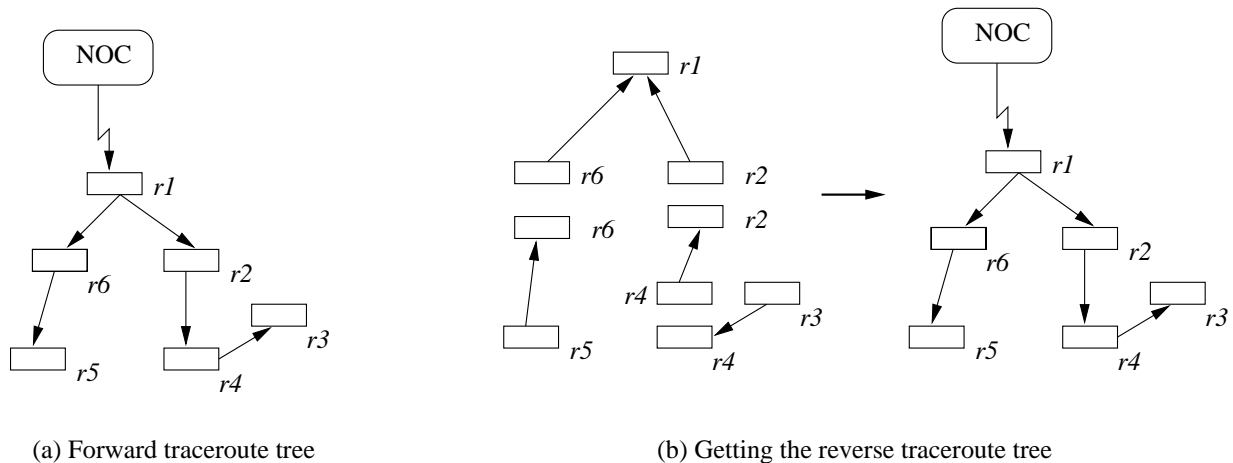 NOC
r1
r6
r2
r3
r5
r4
(a) Forward traceroute tree
r1
r6
r2
r6
r2
r4
r3
r5
r4
NOC
r1
r6
r2
r3
r5
r4
(b) Getting the reverse traceroute tree